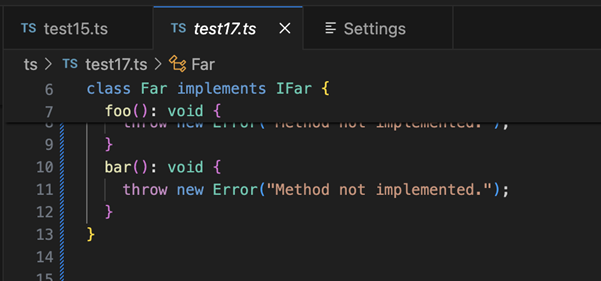 TS test15.ts TS test17.ts × Settings
ts > TS test17.ts > Far
6 class Far implements IFar {
7 foo(): void {
8 throw new Error("Method not implemented.");
9 }
10 bar(): void {
11 throw new Error("Method not implemented.");
12 }
13 }
14
15